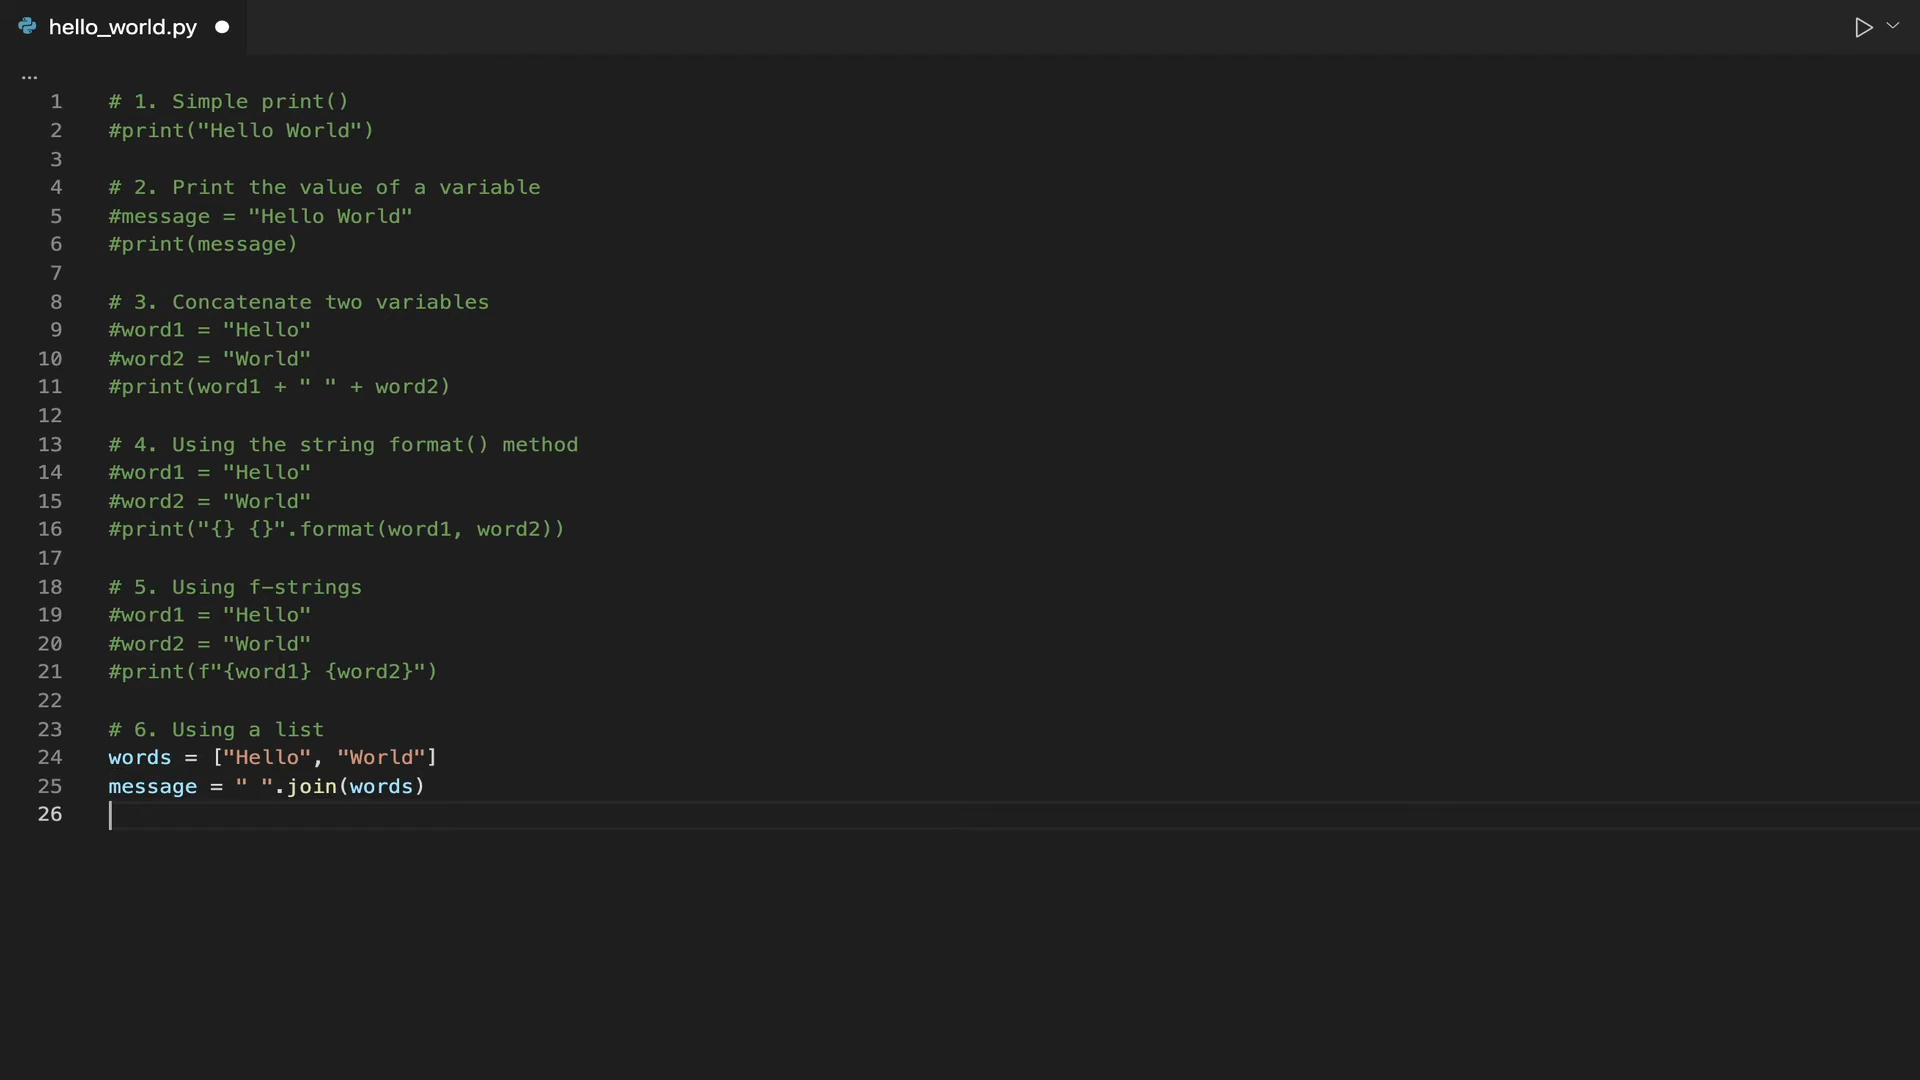 hello_world.py
...
1 # 1. Simple print()
2 #print("Hello World")
3
4 # 2. Print the value of a variable
5 #message = "Hello World"
6 #print(message)
7
8 # 3. Concatenate two variables
9 #word1 = "Hello"
10 #word2 = "World"
11 #print(word1 + " " + word2)
12
13 # 4. Using the string format() method
14 #word1 = "Hello"
15 #word2 = "World"
16 #print("{} {}".format(word1, word2))
17
18 # 5. Using f-strings
19 #word1 = "Hello"
20 #word2 = "World"
21 #print(f"{word1} {word2}")
22
23 # 6. Using a list
24 words = ["Hello", "World"]
25 message = " ".join(words)
26